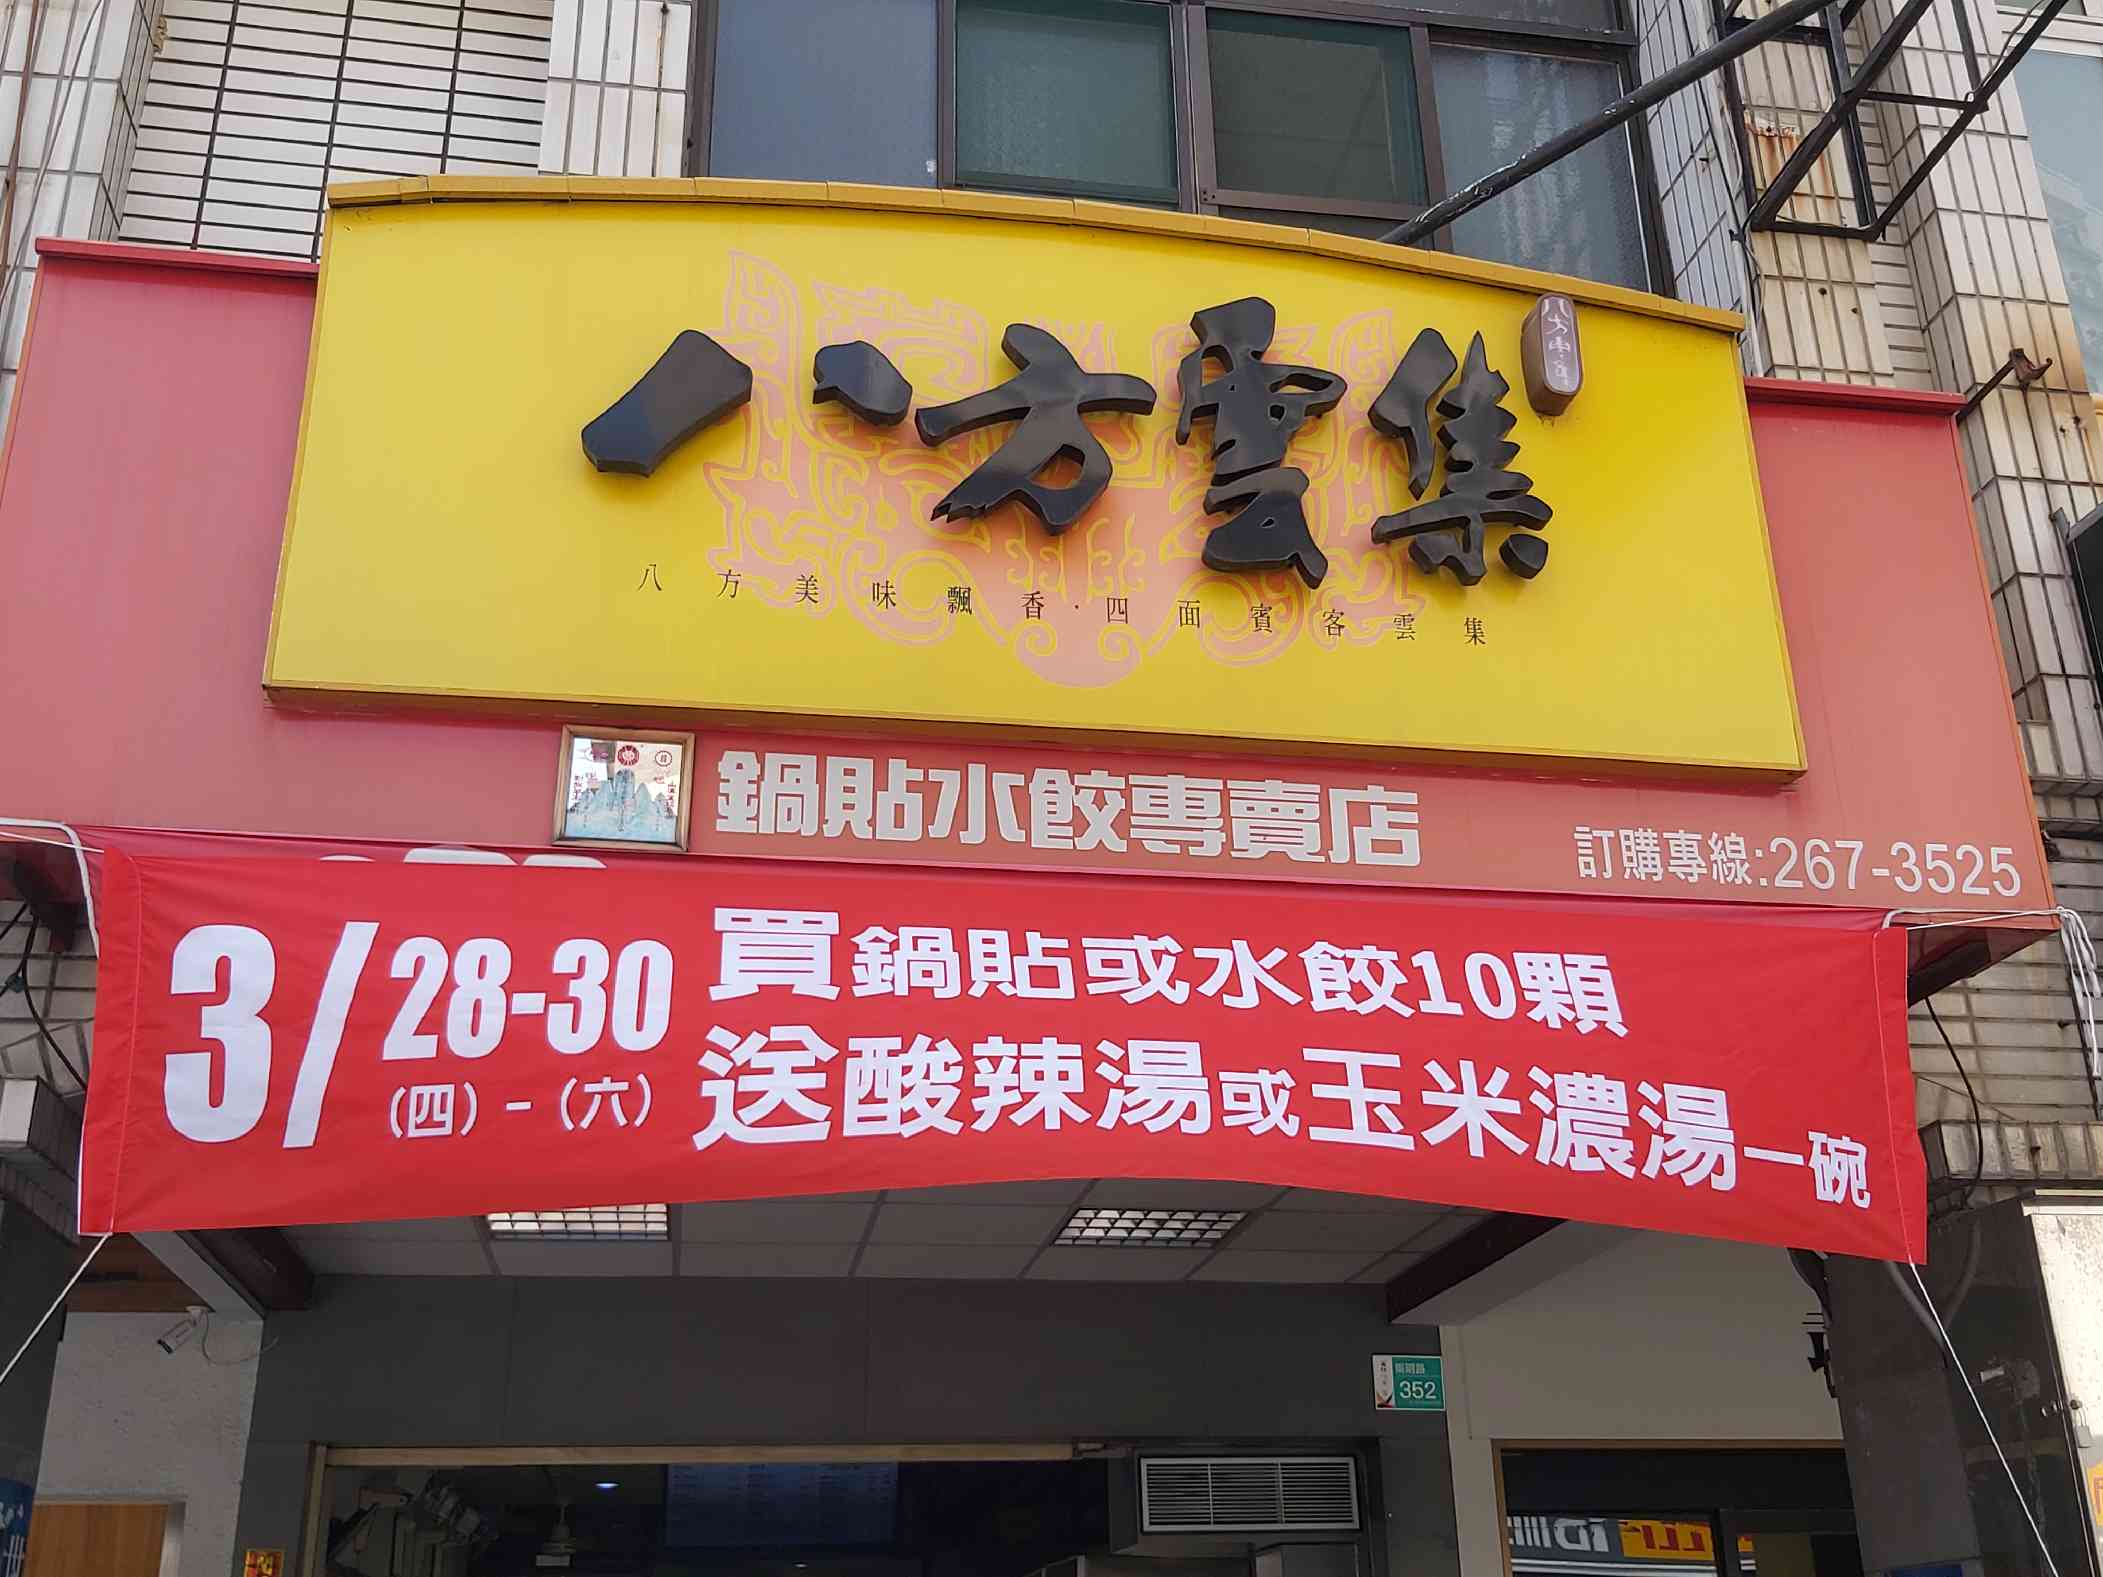 八方雲集
八方美味飄香·四面賓客雲集
鍋貼水餃專賣店
訂購專線:267-3525
3/28-30
(四)-(六)
買鍋貼或水餃10顆
送酸辣湯或玉米濃湯一碗
352